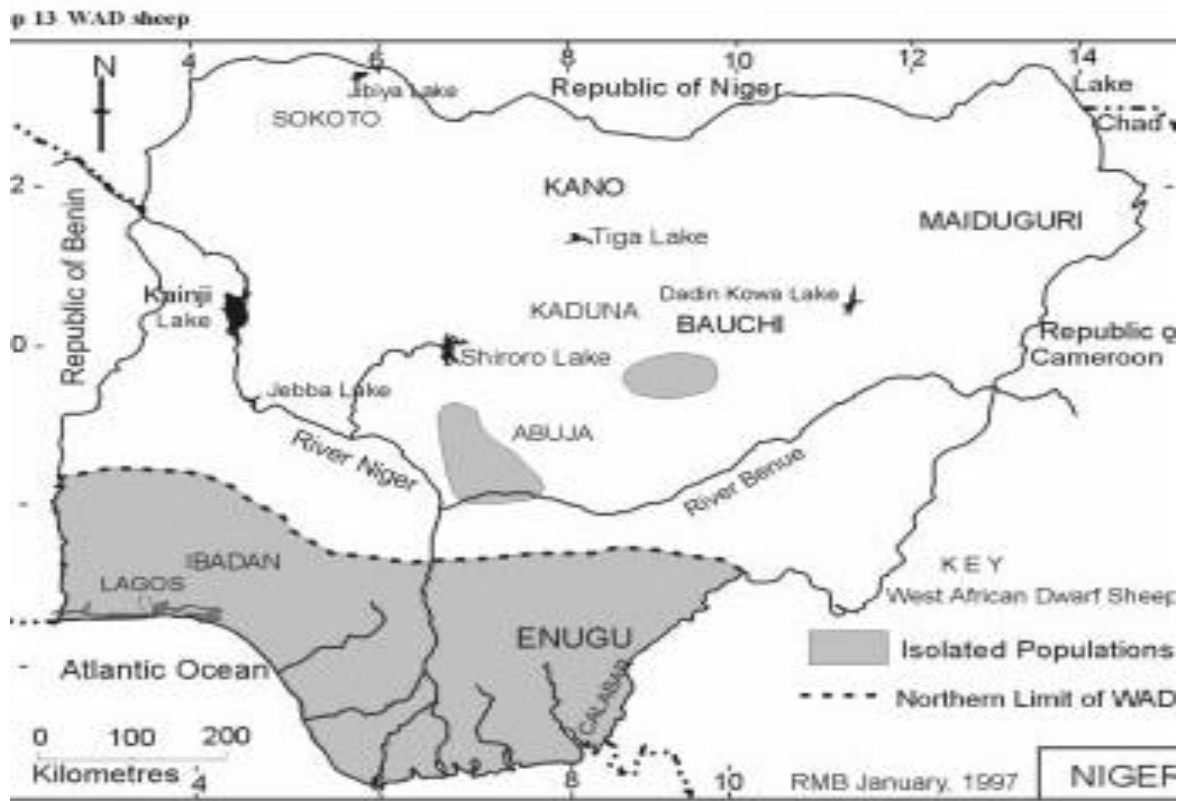 p 13 WAD sheep
4 6 8 10 12 14
N
Republic of Niger
Lake
Chad
Jibiya Lake
SOKOTO
2 -
KANO
MAIDUGURI
Tiga Lake
Republic of Benin
Kainji
Lake
Dadin Kowa Lake
KADUNA
BAUCHI
0 -
Republic o
Cameroon
Shiroro Lake
Jebba Lake
ABUJA
River Niger
River Benue
IBADAN
LAGOS
KEY
West African Dwarf Sheep
ENUGU
Isolated Populations
Atlantic Ocean
CALABAR
Northern Limit of WAD
0 100 200
Kilometres
4 8 10
RMB January, 1997
NIGER